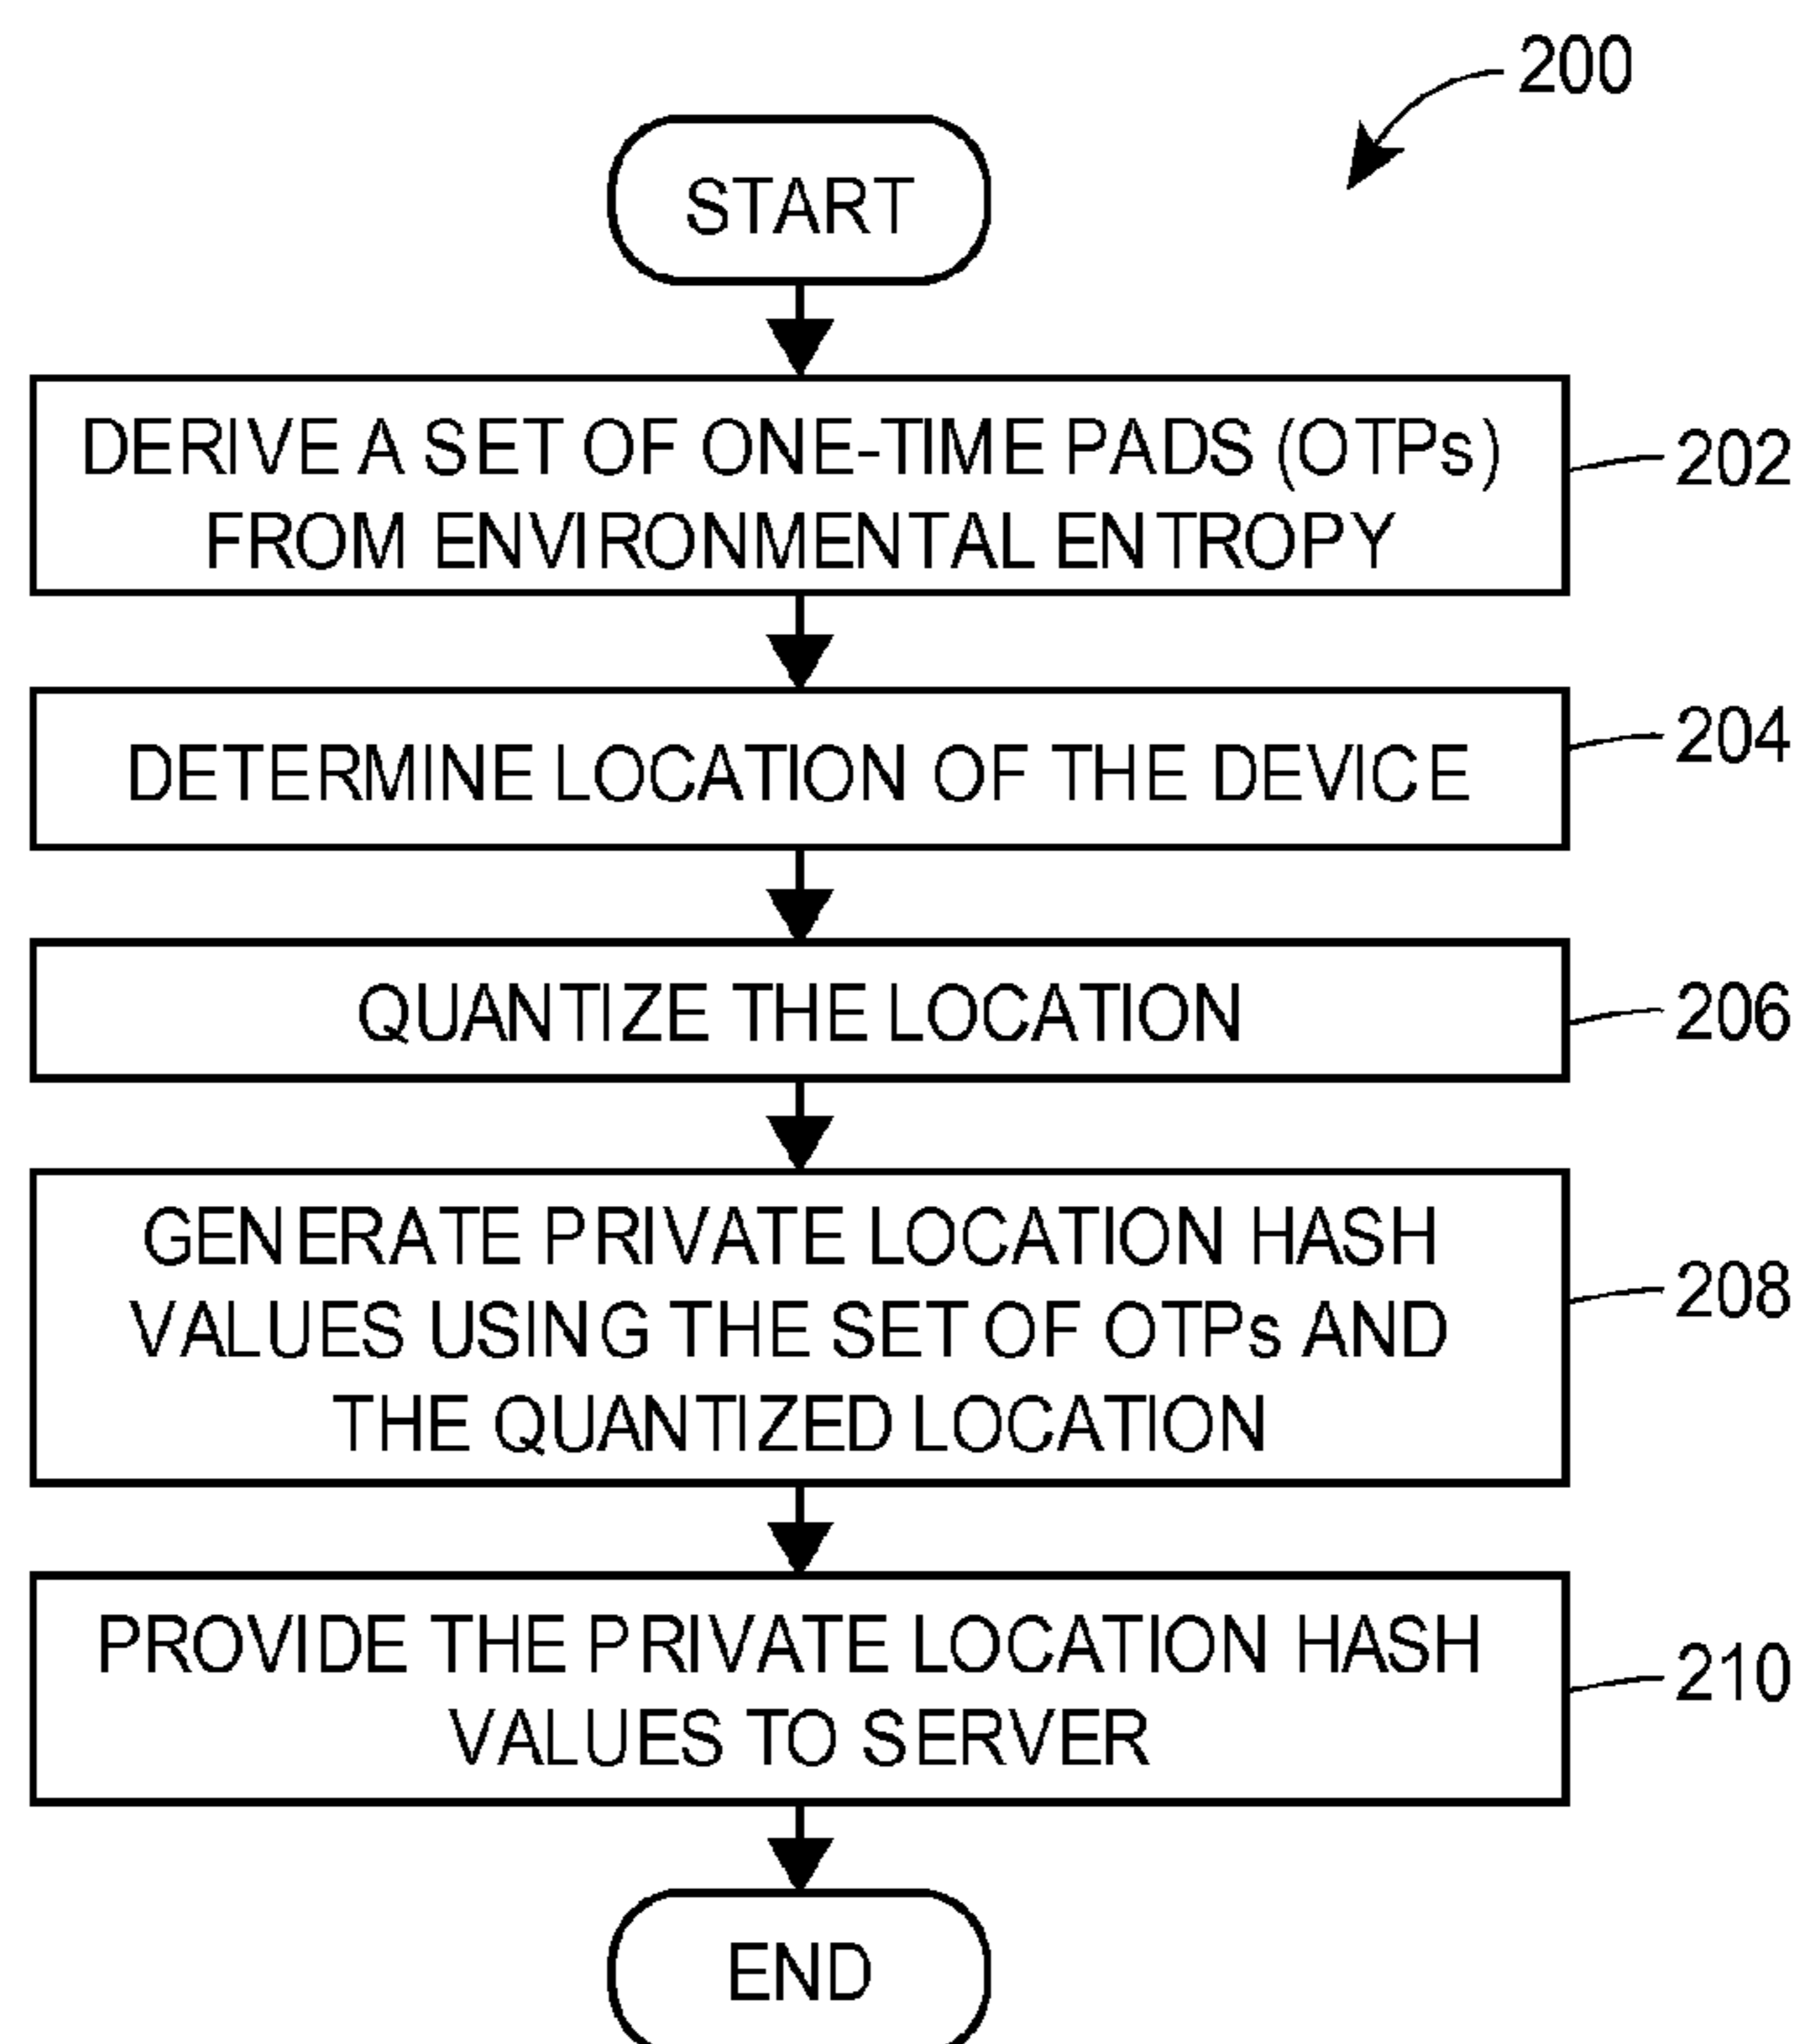 200
START
DERIVE A SET OF ONE-TIME PADS (OTPs)
FROM ENVIRONMENTAL ENTROPY
202
DETERMINE LOCATION OF THE DEVICE
204
QUANTIZE THE LOCATION
206
GENERATE PRIVATE LOCATION HASH
VALUES USING THE SET OF OTPs AND
THE QUANTIZED LOCATION
208
PROVIDE THE PRIVATE LOCATION HASH
VALUES TO SERVER
210
END